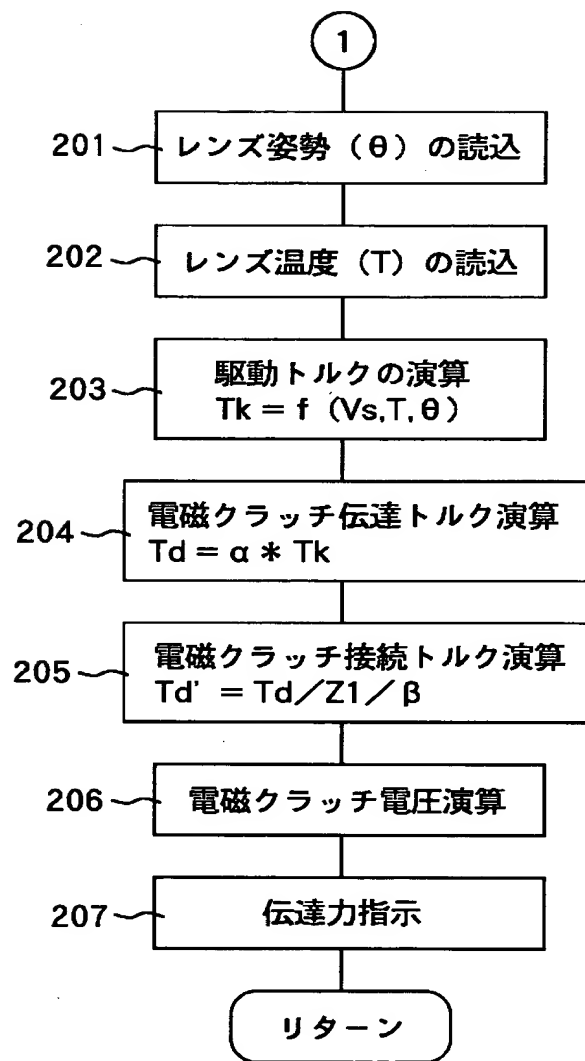 1
201 レンズ姿勢（θ）の読込
202 レンズ温度（T）の読込
203 駆動トルクの演算
Tk = f (Vs,T,θ)
204 電磁クラッチ伝達トルク演算
Td = α * Tk
205 電磁クラッチ接続トルク演算
Td' = Td／Z1／β
206 電磁クラッチ電圧演算
207 伝達力指示
リターン